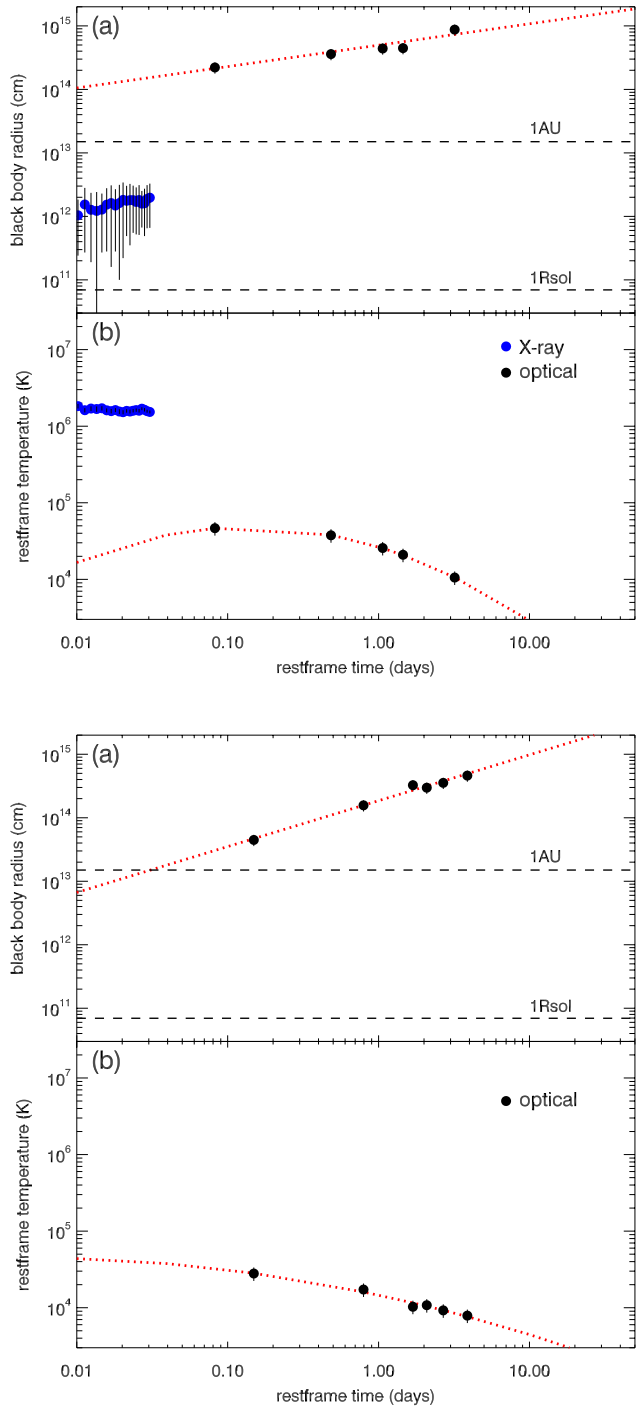 (a)
10^15
10^14
10^13
10^12
10^11
black body radius (cm)
1AU
1Rsol
(b)
10^7
10^6
10^5
10^4
restframe temperature (K)
X-ray
optical
0.01 0.10 1.00 10.00
restframe time (days)
(a)
10^15
10^14
10^13
10^12
10^11
black body radius (cm)
1AU
1Rsol
(b)
10^7
10^6
10^5
10^4
restframe temperature (K)
optical
0.01 0.10 1.00 10.00
restframe time (days)